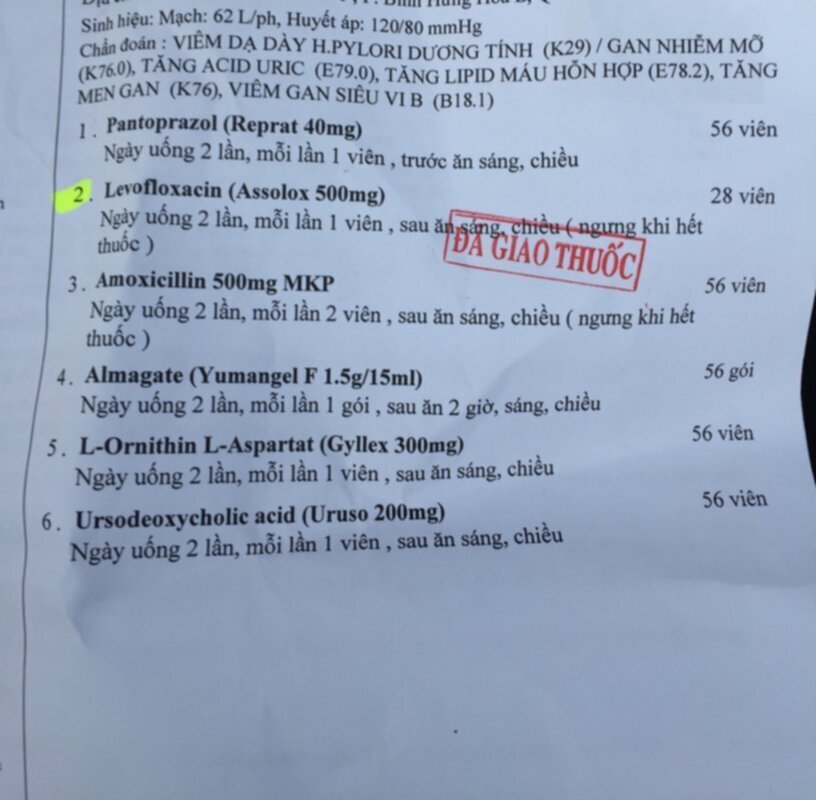 Sinh hiệu: Mạch: 62 L/ph, Huyết áp: 120/80 mmHg
Chẩn đoán : VIÊM DẠ DÀY H.PYLORI DƯƠNG TÍNH (K29) / GAN NHIỄM MỠ
(K76.0), TĂNG ACID URIC (E79.0), TĂNG LIPID MÁU HỖN HỢP (E78.2), TĂNG
MEN GAN (K76), VIÊM GAN SIÊU VI B (B18.1)
1 . Pantoprazol (Reprat 40mg) 56 viên
Ngày uống 2 lần, mỗi lần 1 viên , trước ăn sáng, chiều
2 . Levofloxacin (Assolox 500mg) 28 viên
Ngày uống 2 lần, mỗi lần 1 viên , sau ăn sáng, chiều ( ngưng khi hết
thuốc )
ĐÃ GIAO THUỐC
3 . Amoxicillin 500mg MKP 56 viên
Ngày uống 2 lần, mỗi lần 2 viên , sau ăn sáng, chiều ( ngưng khi hết
thuốc )
4 . Almagate (Yumangel F 1.5g/15ml) 56 gói
Ngày uống 2 lần, mỗi lần 1 gói , sau ăn 2 giờ, sáng, chiều
5 . L-Ornithin L-Aspartat (Gyllex 300mg) 56 viên
Ngày uống 2 lần, mỗi lần 1 viên , sau ăn sáng, chiều
6 . Ursodeoxycholic acid (Uruso 200mg) 56 viên
Ngày uống 2 lần, mỗi lần 1 viên , sau ăn sáng, chiều